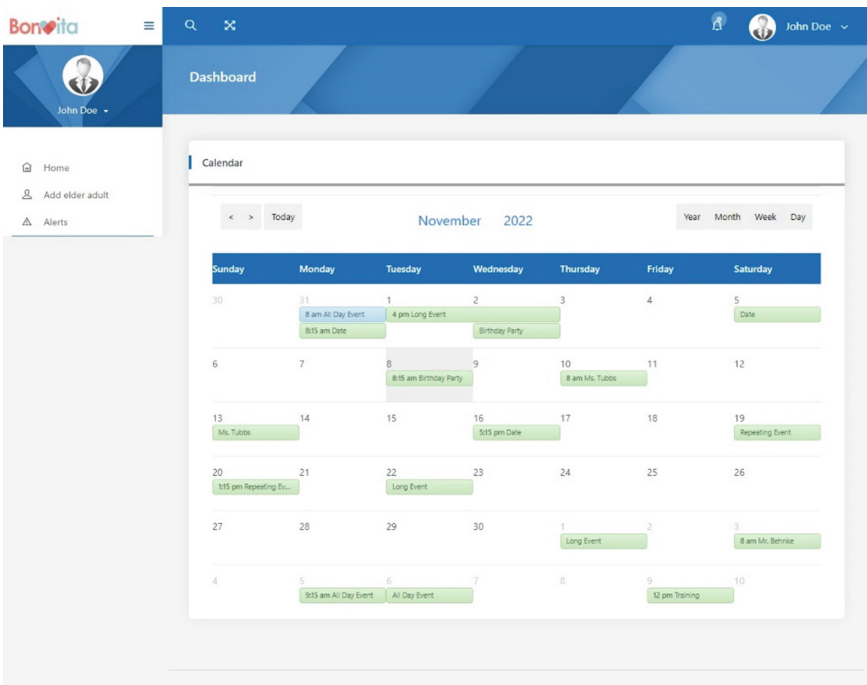 Bonvita
John Doe
Dashboard
John Doe
Home
Add elder adult
Alerts
Calendar
< > Today
November 2022
Year Month Week Day
Sunday Monday Tuesday Wednesday Thursday Friday Saturday
30 31 1 2 3 4 5
8 am All Day Event 4 pm Long Event Date
8:15 am Date Birthday Party
6 7 8 9 10 11 12
8:15 am Birthday Party 8 am Ms. Tubbs
13 14 15 16 17 18 19
Ms. Tubbs 5:15 pm Date Repeating Event
20 21 22 23 24 25 26
1:15 pm Repeating Ev... Long Event
27 28 29 30 1 2 3
Long Event 8 am Mr. Behnke
4 5 6 7 8 9 10
9:15 am All Day Event All Day Event 12 pm Training